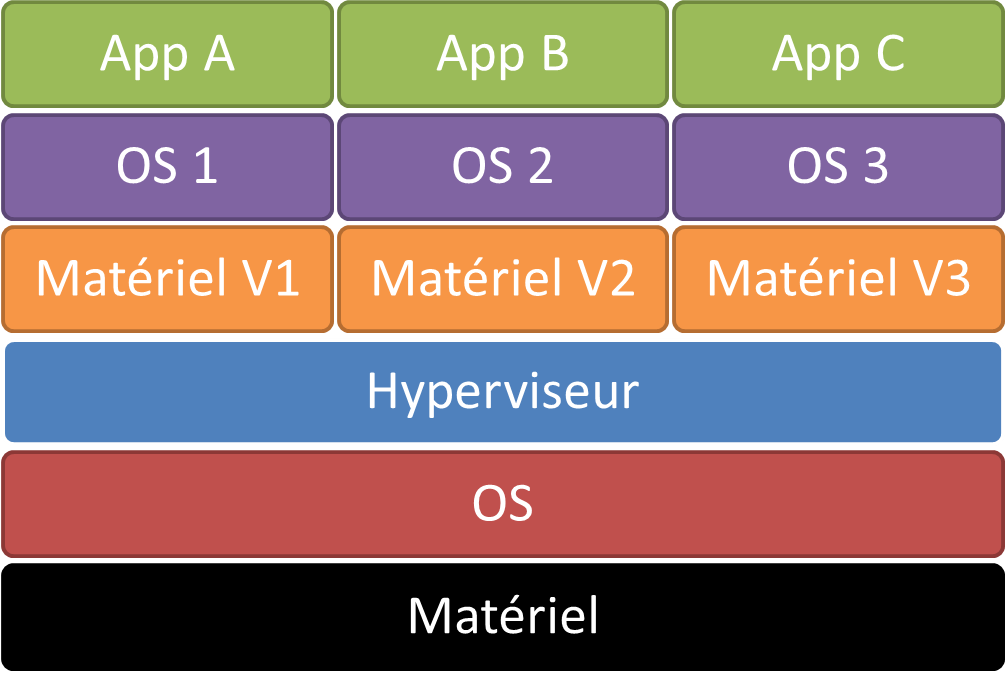 App A
App B
App C
OS 1
OS 2
OS 3
Matériel V1
Matériel V2
Matériel V3
Hyperviseur
OS
Matériel